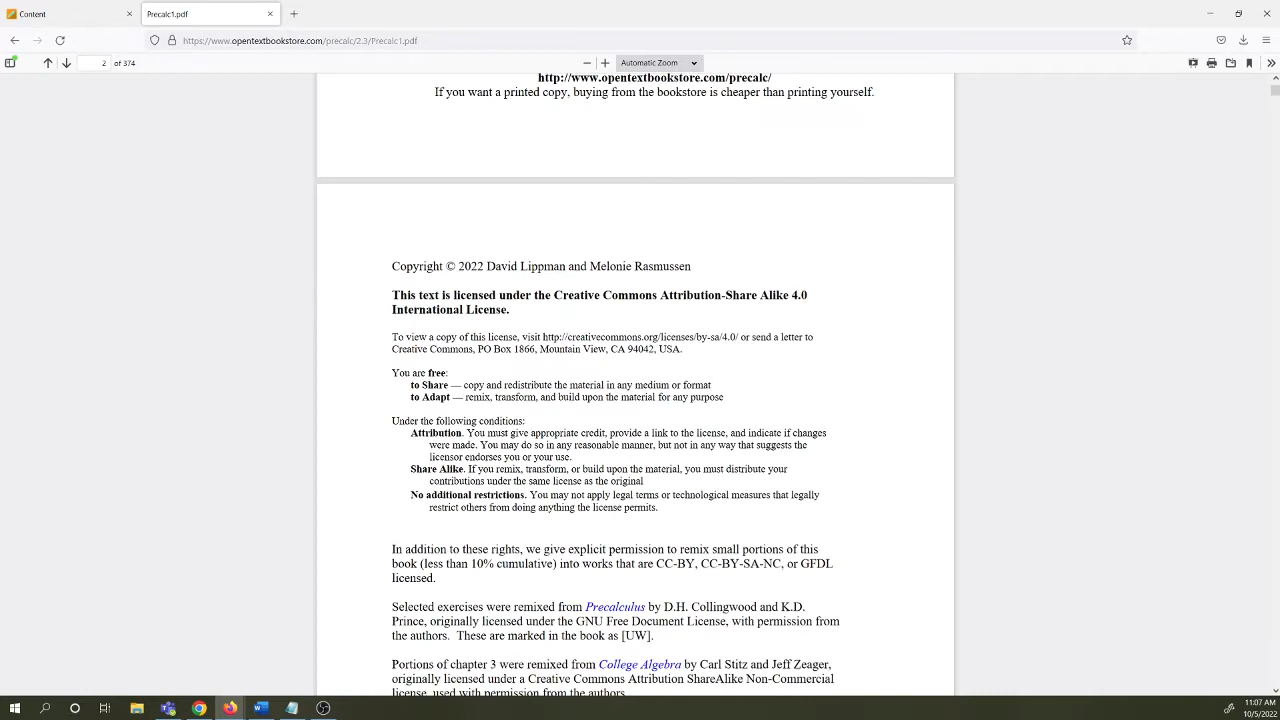 Content
Precalc1.pdf
https://www.opentextbookstore.com/precalc/2.3/Precalc1.pdf
2 of 374
Automatic Zoom
http://www.opentextbookstore.com/precalc/
If you want a printed copy, buying from the bookstore is cheaper than printing yourself.
Copyright © 2022 David Lippman and Melonie Rasmussen
This text is licensed under the Creative Commons Attribution-Share Alike 4.0
International License.
To view a copy of this license, visit http://creativecommons.org/licenses/by-sa/4.0/ or send a letter to
Creative Commons, PO Box 1866, Mountain View, CA 94042, USA.
You are free:
to Share — copy and redistribute the material in any medium or format
to Adapt — remix, transform, and build upon the material for any purpose
Under the following conditions:
Attribution. You must give appropriate credit, provide a link to the license, and indicate if changes
were made. You may do so in any reasonable manner, but not in any way that suggests the
licensor endorses you or your use.
Share Alike. If you remix, transform, or build upon the material, you must distribute your
contributions under the same license as the original
No additional restrictions. You may not apply legal terms or technological measures that legally
restrict others from doing anything the license permits.
In addition to these rights, we give explicit permission to remix small portions of this
book (less than 10% cumulative) into works that are CC-BY, CC-BY-SA-NC, or GFDL
licensed.
Selected exercises were remixed from Precalculus by D.H. Collingwood and K.D.
Prince, originally licensed under the GNU Free Document License, with permission from
the authors. These are marked in the book as [UW].
Portions of chapter 3 were remixed from College Algebra by Carl Stitz and Jeff Zeager,
originally licensed under a Creative Commons Attribution ShareAlike Non-Commercial
license, used with permission from the authors.
11:07 AM
10/5/2022